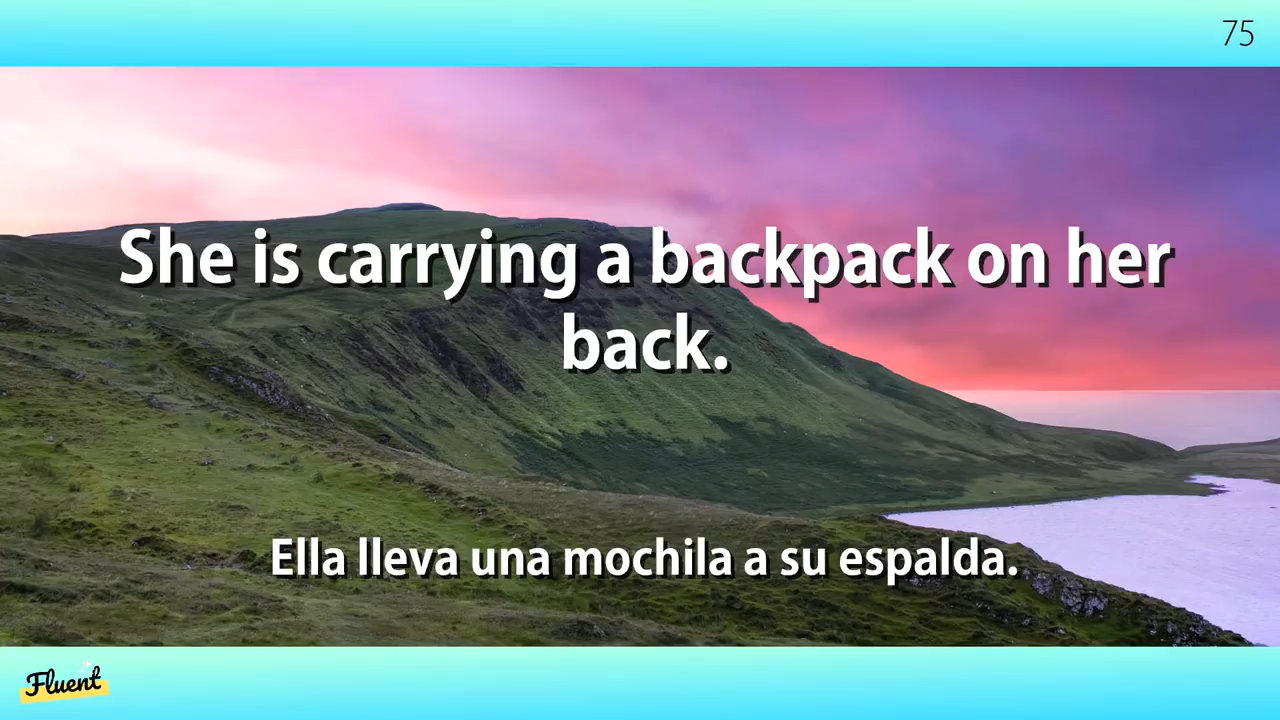 75
She is carrying a backpack on her
back.
Ella lleva una mochila a su espalda.
Fluent